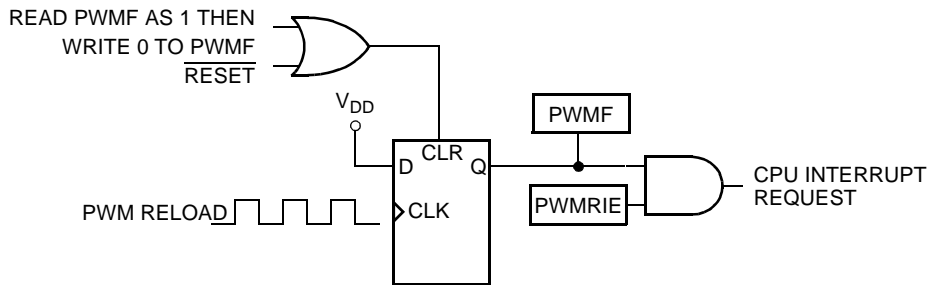 READ PWMF AS 1 THEN
WRITE 0 TO PWMF
RESET
VDD
D
CLR
Q
CLK
PWM RELOAD
PWMF
PWMRIE
CPU INTERRUPT
REQUEST